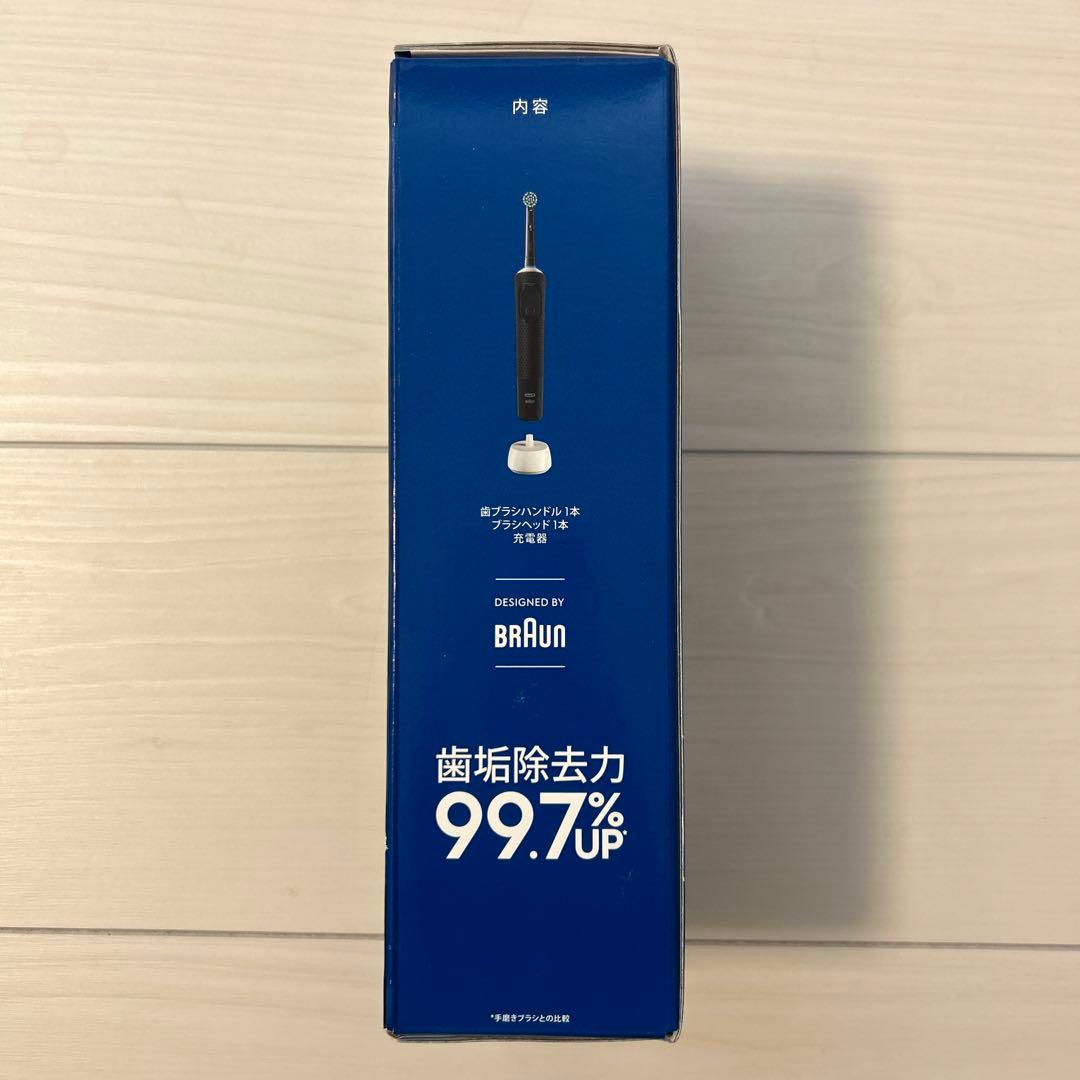 内容
歯ブラシハンドル 1本
ブラシヘッド 1本
充電器
DESIGNED BY
BRAUN
歯垢除去力
99.7%UP*
*手磨きブラシとの比較